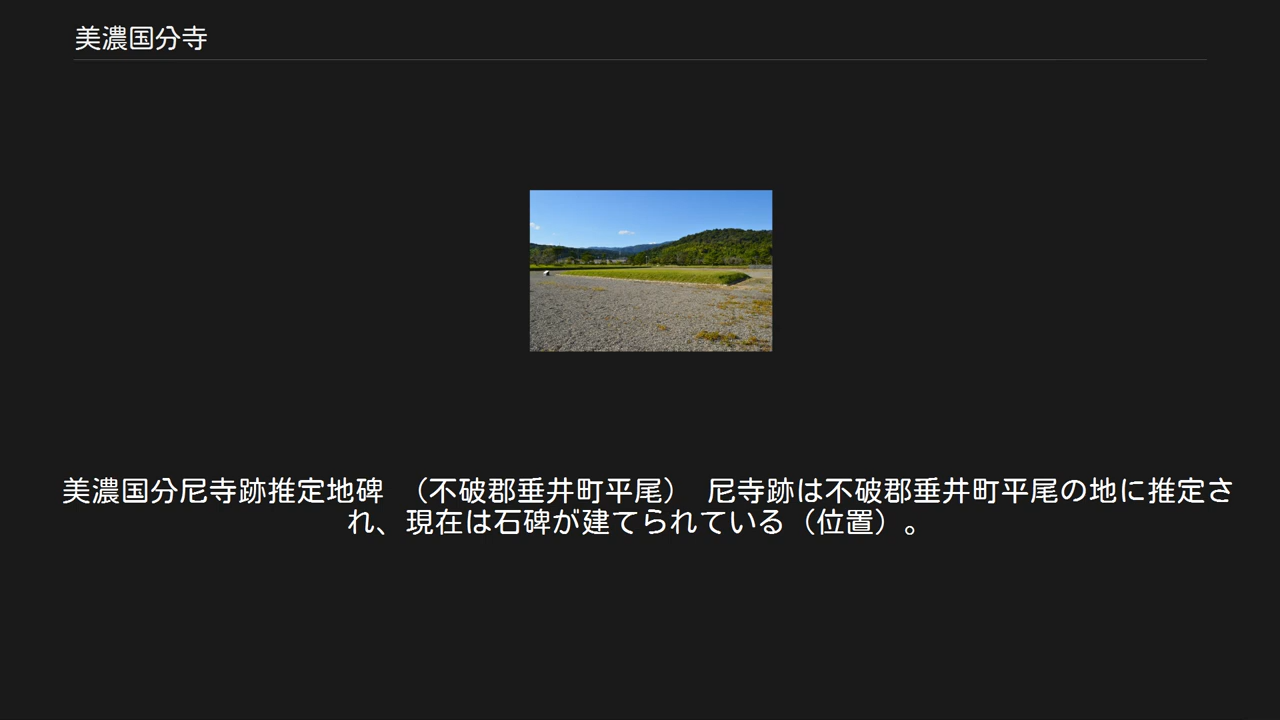 美濃国分寺
美濃国分尼寺跡推定地碑 （不破郡垂井町平尾） 尼寺跡は不破郡垂井町平尾の地に推定さ
れ、現在は石碑が建てられている（位置）。